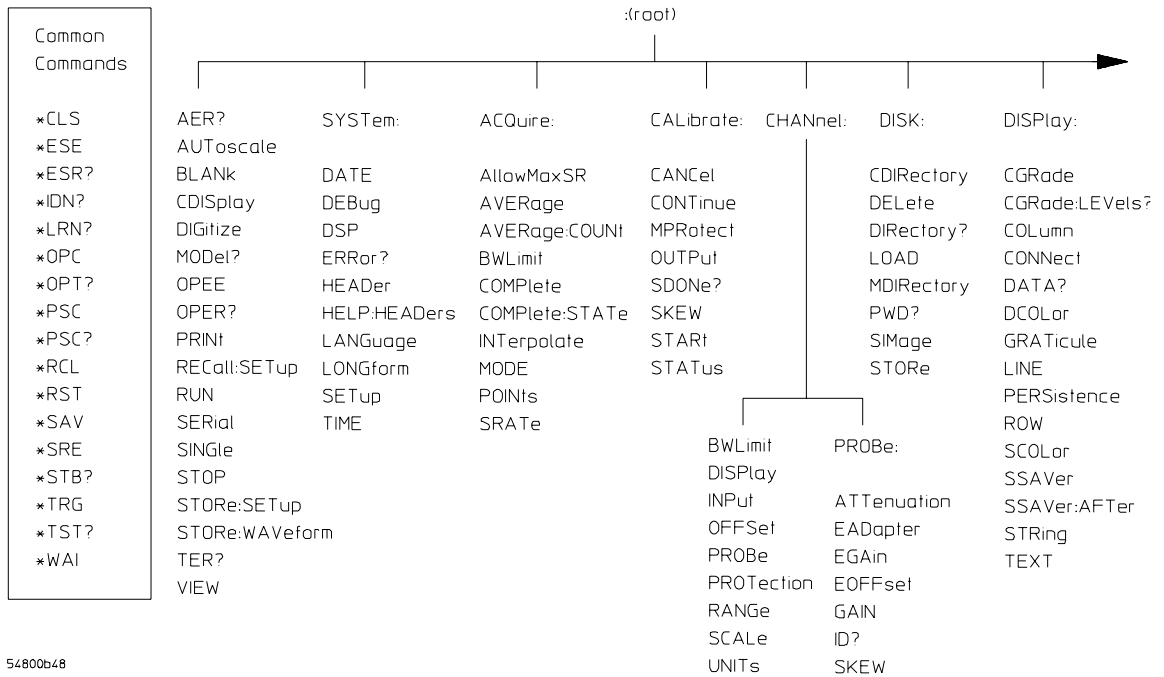 :(root)
Common
Commands
*CLS
*ESE
*ESR?
*IDN?
*LRN?
*OPC
*OPT?
*PSC
*PSC?
*RCL
*RST
*SAV
*SRE
*STB?
*TRG
*TST?
*WAI
AER?
AUToscale
BLANk
CDISplay
DIGitize
MODel?
OPEE
OPER?
PRINt
RECall:SETup
RUN
SERial
SINGle
STOP
STORe:SETup
STORe:WAVeform
TER?
VIEW
SYSTem:
DATE
DEBug
DSP
ERRor?
HEADer
HELP:HEADers
LANGuage
LONGform
SETup
TIME
ACQuire:
AllowMaxSR
AVERage
AVERage:COUNt
BWLimit
COMPlete
COMPlete:STATe
INTerpolate
MODE
POINts
SRATe
CALibrate:
CANCel
CONTinue
MPRotect
OUTPut
SDONe?
SKEW
STARt
STATus
CHANnel:
BWLimit
DISPlay
INPut
OFFSet
PROBe
PROTection
RANGe
SCALe
UNITs
PROBe:
ATTenuation
EADapter
EGAin
EOFFset
GAIN
ID?
SKEW
DISK:
CDIRectory
DELete
DIRectory?
LOAD
MDIRectory
PWD?
SIMage
STORe
DISPlay:
CGRade
CGRade:LEVels?
COLumn
CONNect
DATA?
DCOLor
GRATicule
LINE
PERSistence
ROW
SCOLor
SSAVer
SSAVer:AFTer
STRing
TEXT
54800b48